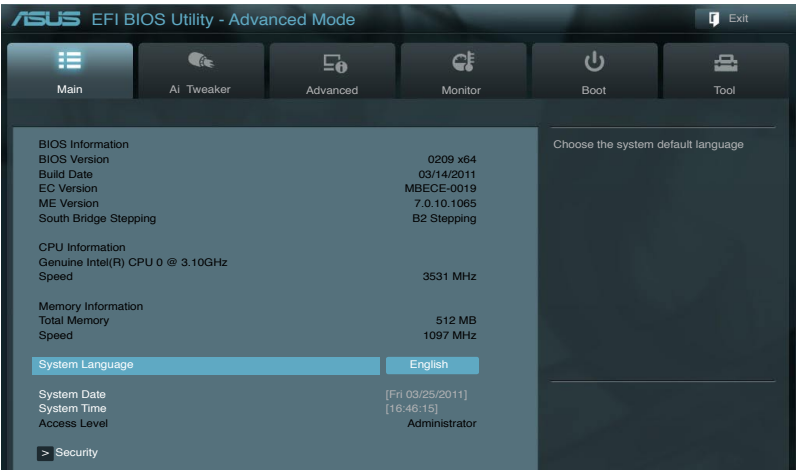 ASUS EFI BIOS Utility - Advanced Mode
Exit
Main
Ai Tweaker
Advanced
Monitor
Boot
Tool
BIOS Information
BIOS Version 0209 x64
Build Date 03/14/2011
EC Version MBECE-0019
ME Version 7.0.10.1065
South Bridge Stepping B2 Stepping
CPU Information
Genuine Intel(R) CPU 0 @ 3.10GHz
Speed 3531 MHz
Memory Information
Total Memory 512 MB
Speed 1097 MHz
System Language English
System Date [Fri 03/25/2011]
System Time [16:46:15]
Access Level Administrator
> Security
Choose the system default language